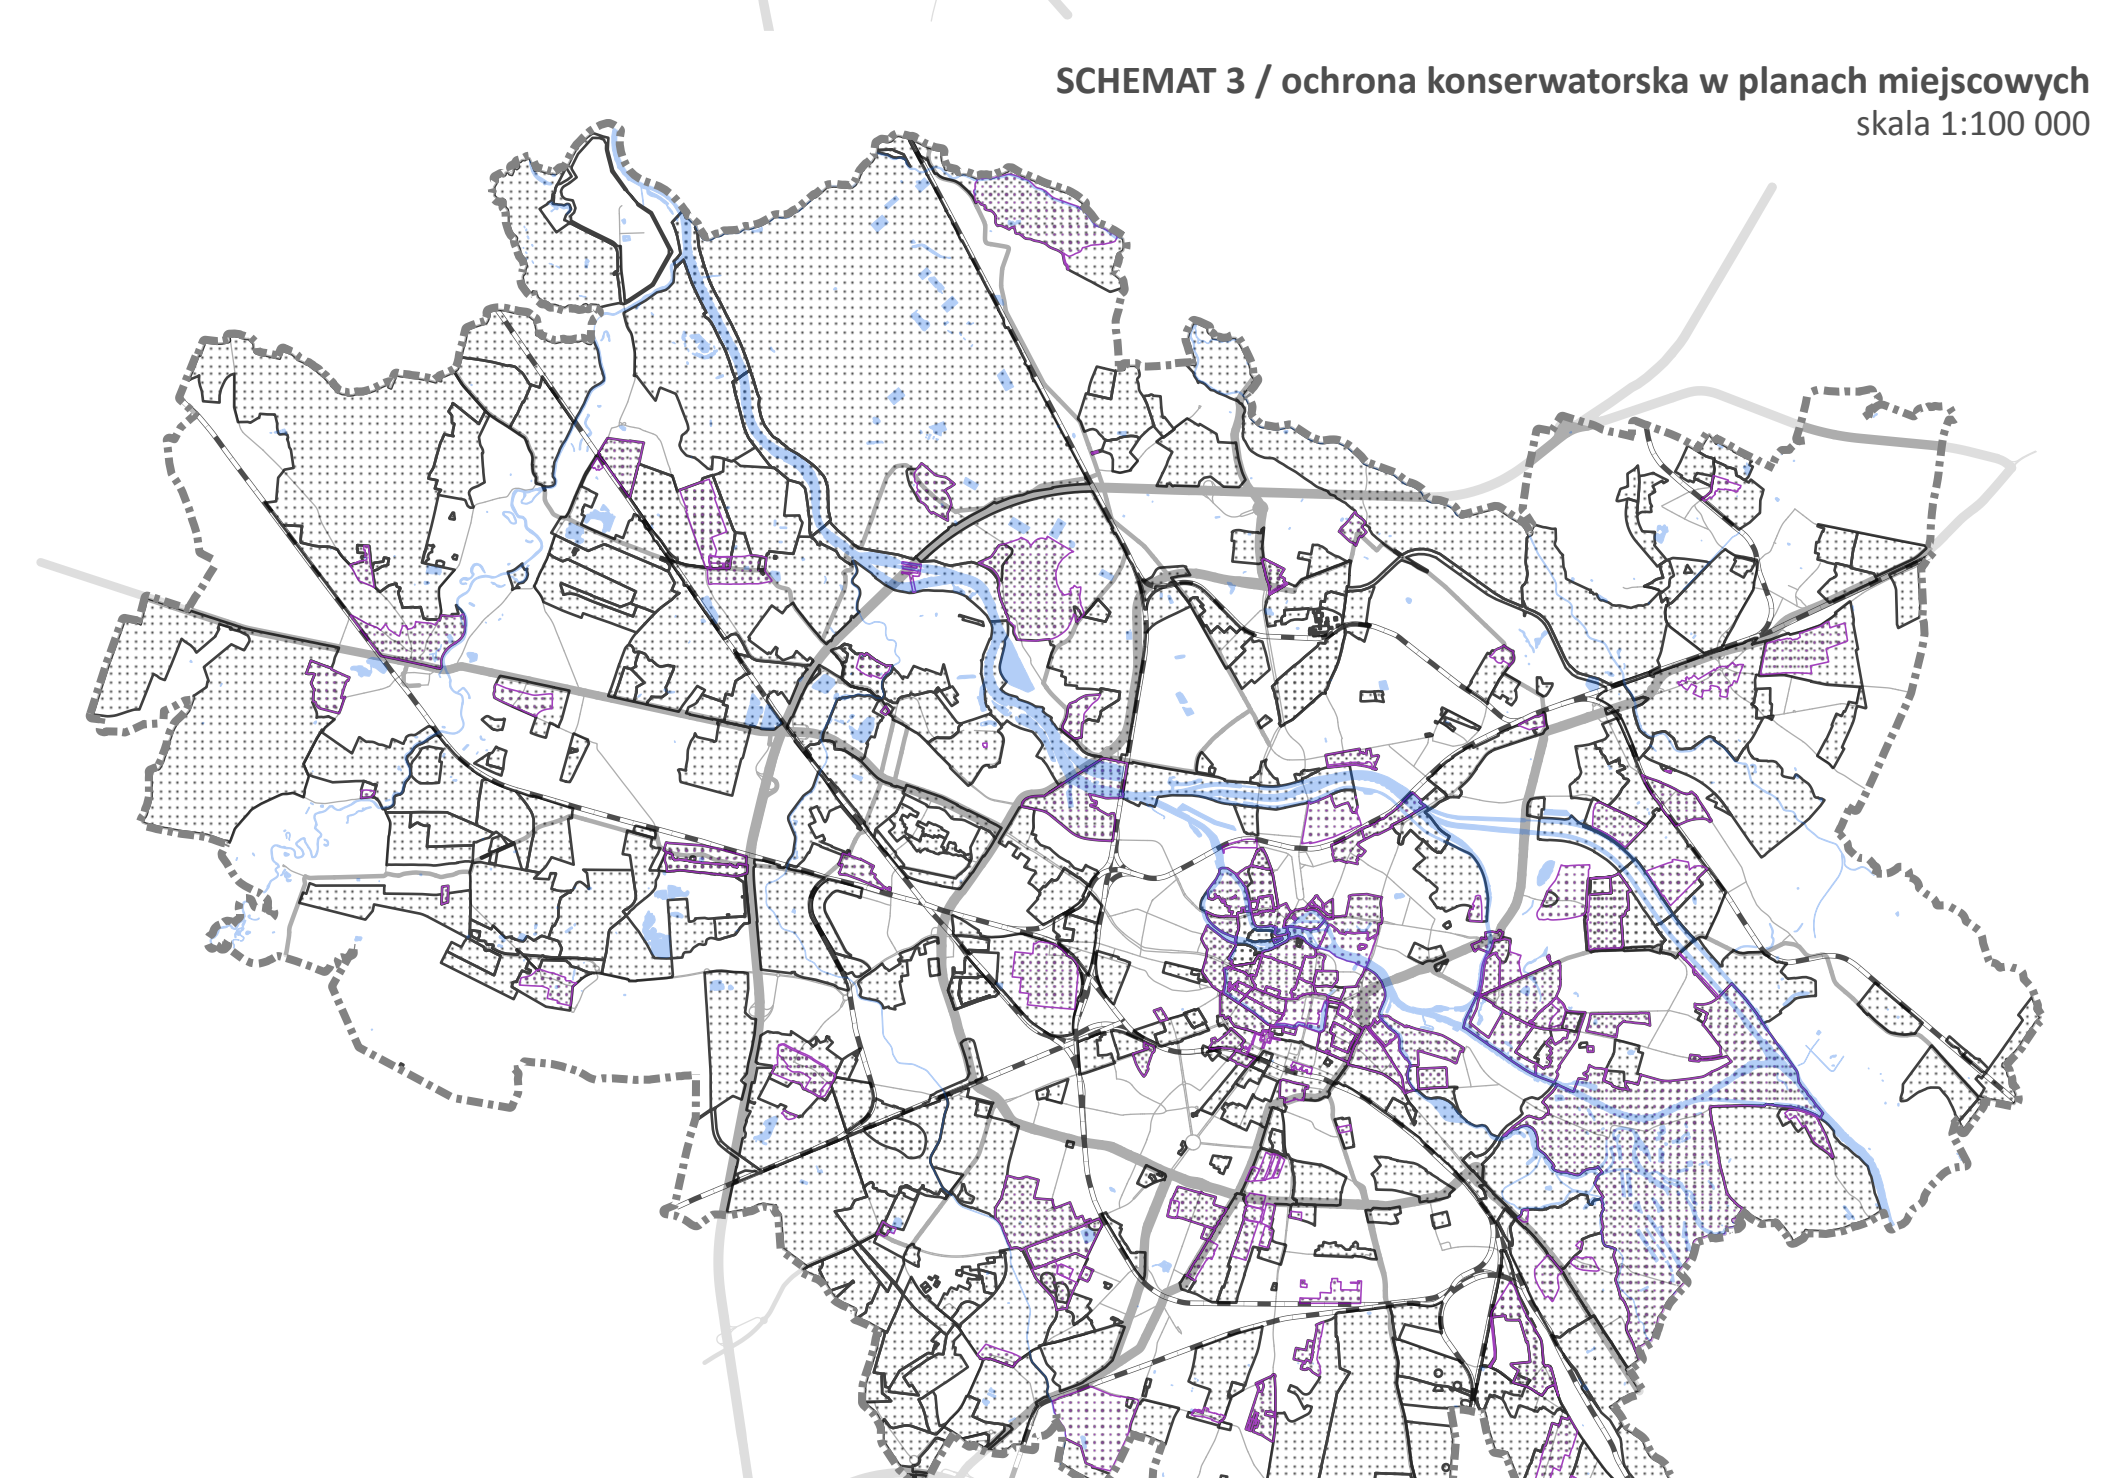 SCHEMAT 3 / ochrona konserwatorska w planach miejscowych
skala 1:100 000